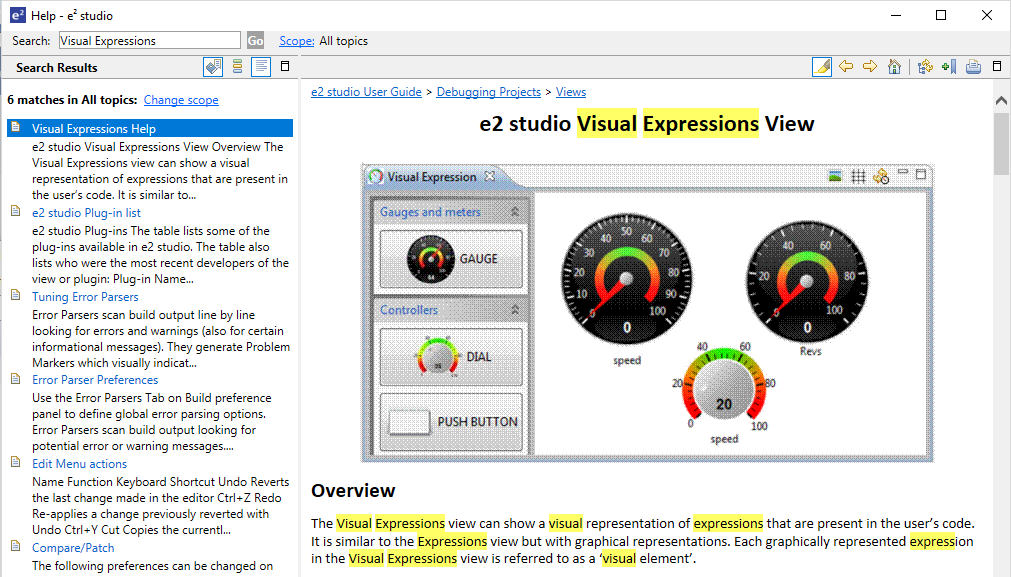 e² Help - e² studio
Search: Visual Expressions Go Scope: All topics
Search Results
6 matches in All topics: Change scope
Visual Expressions Help
e2 studio Visual Expressions View Overview The
Visual Expressions view can show a visual
representation of expressions that are present in
the user's code. It is similar to...
e2 studio Plug-in list
e2 studio Plug-ins The table lists some of the
plug-ins available in e2 studio. The table also
lists who were the most recent developers of the
view or plugin: Plug-in Name...
Tuning Error Parsers
Error Parsers scan build output line by line
looking for errors and warnings (also for certain
informational messages). They generate Problem
Markers which visually indicat...
Error Parser Preferences
Use the Error Parsers Tab on Build preference
panel to define global error parsing options.
Error Parsers scan build output looking for
potential error or warning messages....
Edit Menu actions
Name Function Keyboard Shortcut Undo Reverts
the last change made in the editor Ctrl+Z Redo
Re-applies a change previously reverted with
Undo Ctrl+Y Cut Copies the currentl...
Compare/Patch
The following preferences can be changed on
e2 studio User Guide > Debugging Projects > Views
e2 studio Visual Expressions View
Visual Expression
Gauges and meters
GAUGE
Controllers
DIAL
PUSH BUTTON
0 10 20 30 40 50 60 70 80 90 100
0
speed
0 20 40 60 80 100
0
Revs
0 20 40 60 80 100
20
speed
Overview
The Visual Expressions view can show a visual representation of expressions that are present in the user's code.
It is similar to the Expressions view but with graphical representations. Each graphically represented expression
in the Visual Expressions view is referred to as a ‘visual element’.